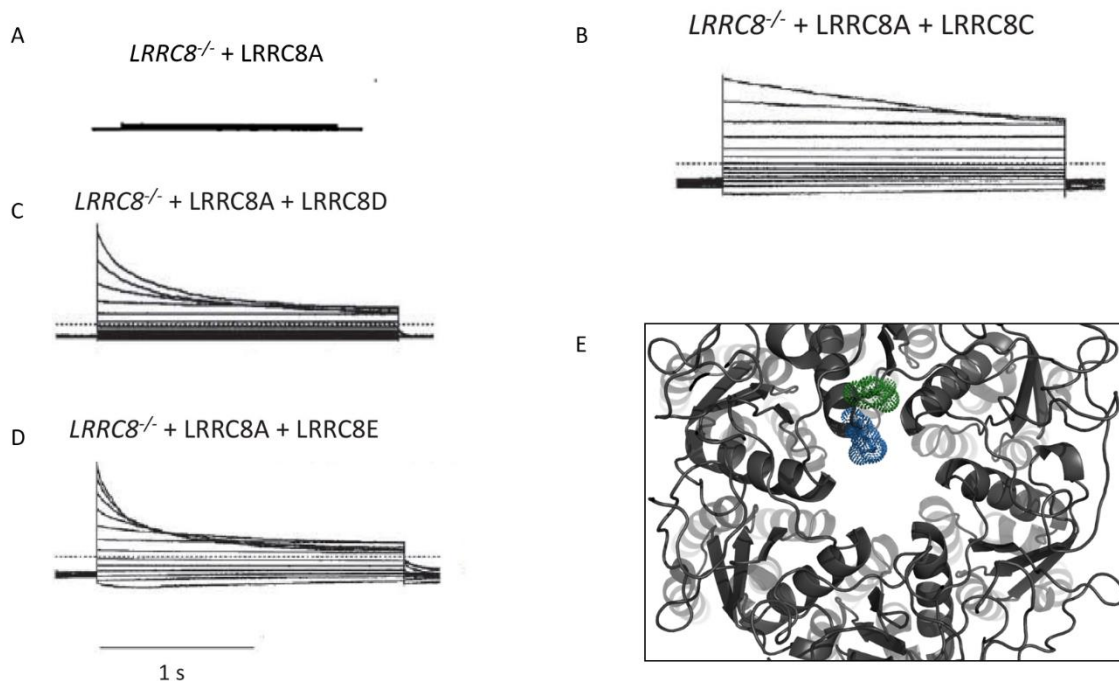 A
LRRC8-/- + LRRC8A
B
LRRC8-/- + LRRC8A + LRRC8C
C
LRRC8-/- + LRRC8A + LRRC8D
D
LRRC8-/- + LRRC8A + LRRC8E
1 s
E